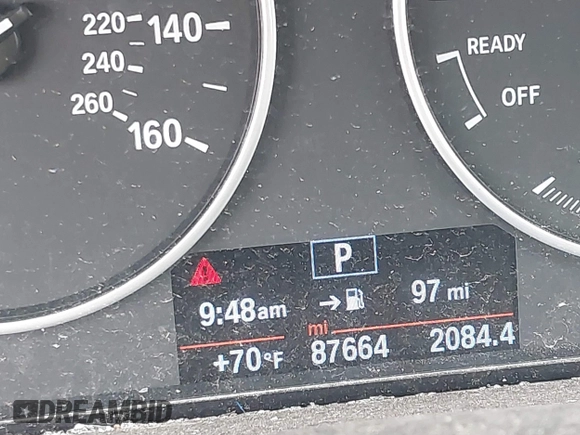 220 140
240
260
160
READY
OFF
P
9:48am → 97 mi
mi
+70°F 87664 2084.4
DREAMBID